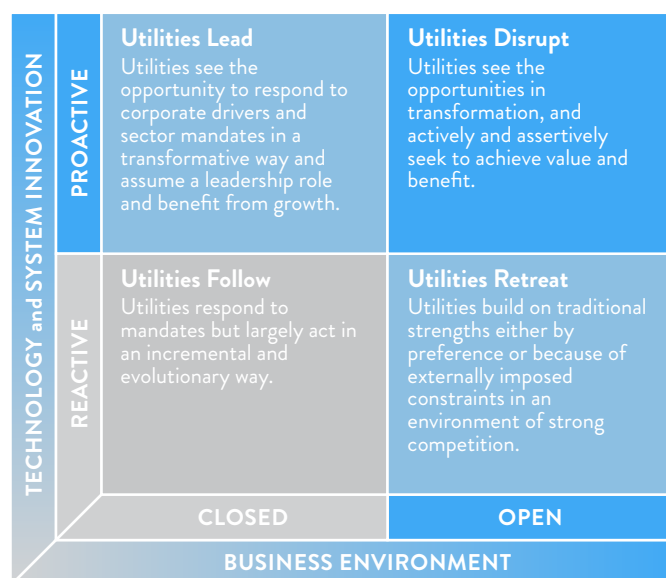 TECHNOLOGY and SYSTEM INNOVATION
PROACTIVE
Utilities Lead
Utilities see the
opportunity to respond to
corporate drivers and
sector mandates in a
transformative way and
assume a leadership role
and benefit from growth.
Utilities Disrupt
Utilities see the
opportunities in
transformation, and
actively and assertively
seek to achieve value and
benefit.
REACTIVE
Utilities Follow
Utilities respond to
mandates but largely act in
an incremental and
evolutionary way.
Utilities Retreat
Utilities build on traditional
strengths either by
preference or because of
externally imposed
constraints in an
environment of strong
competition.
CLOSED
OPEN
BUSINESS ENVIRONMENT